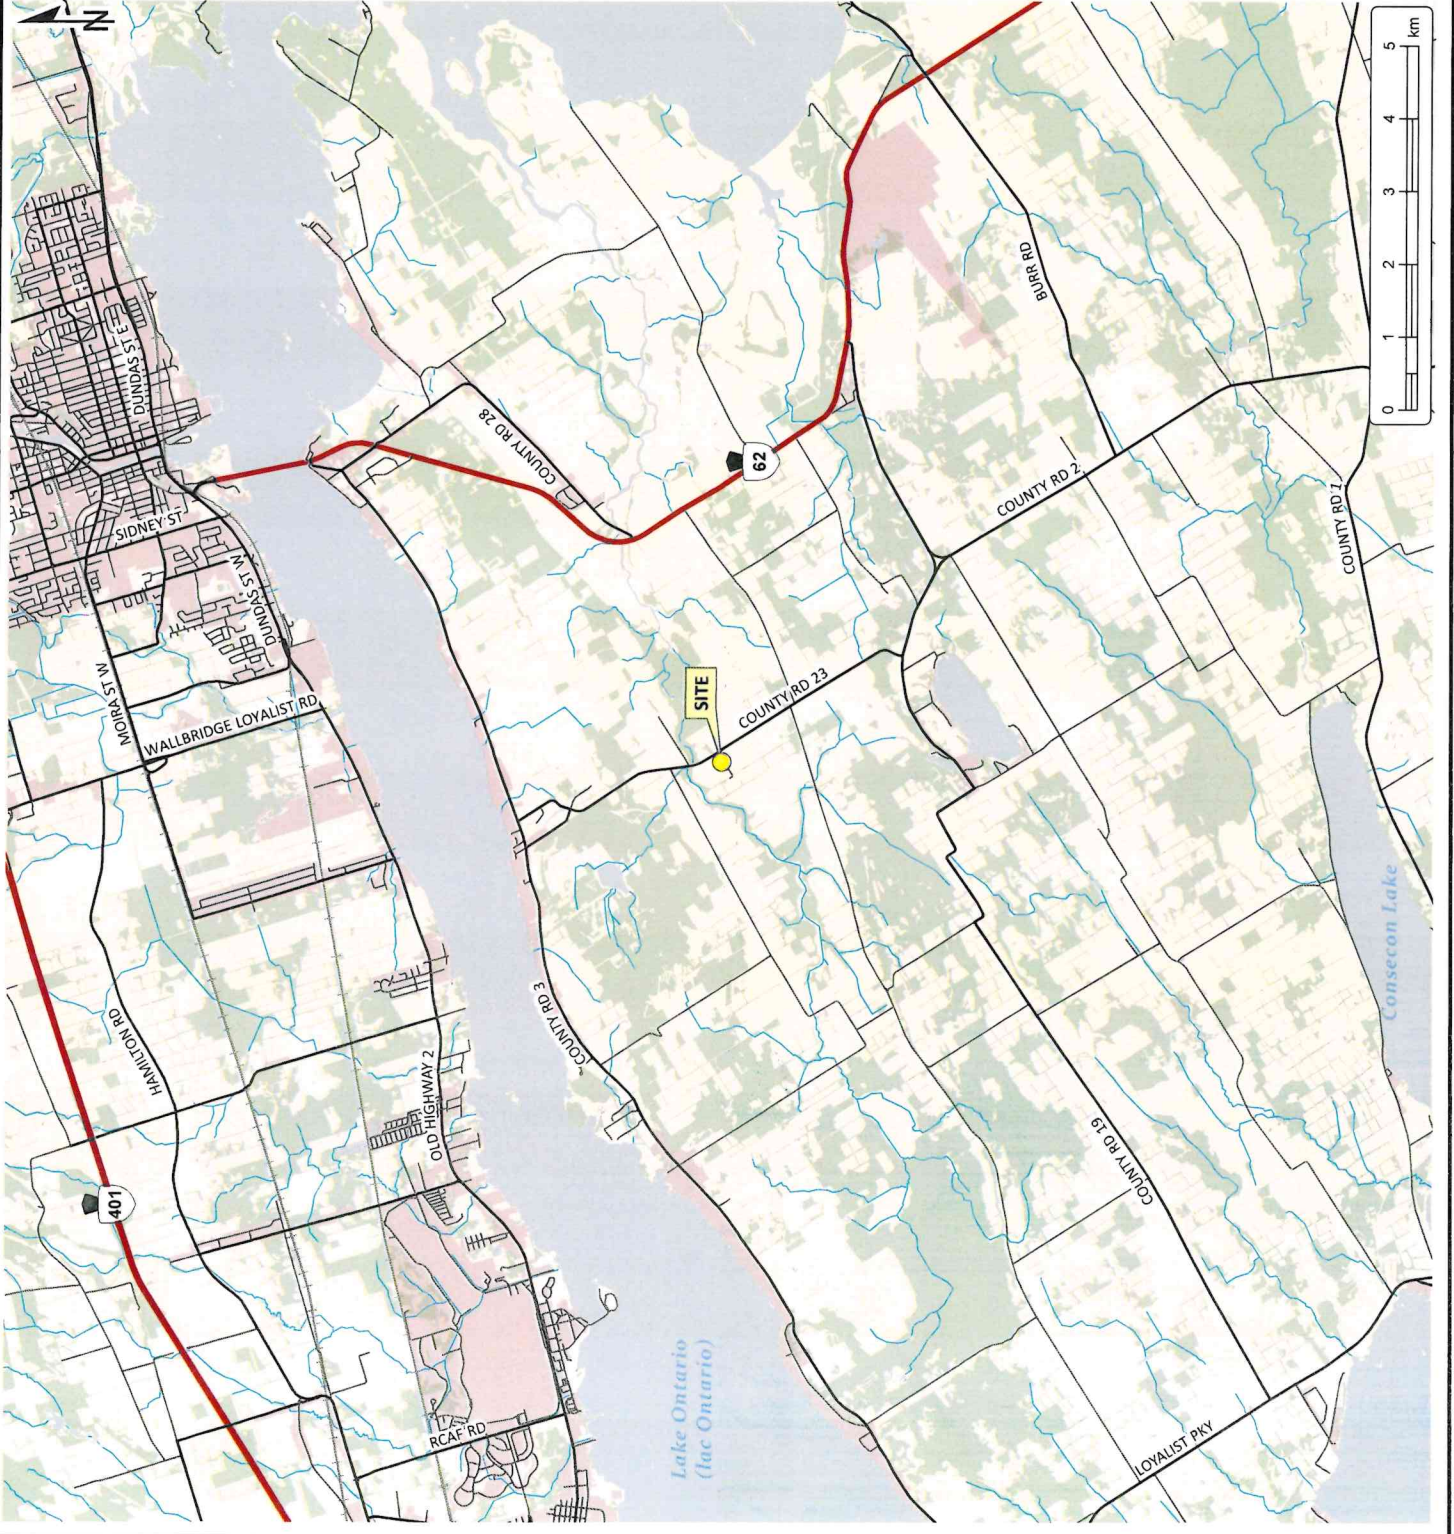 N
DUNDAS ST E
SIDNEY ST
DUNDAS ST W
MOIRA ST W
WALLBRIDGE LOYALIST RD
HAMILTON RD
401
OLD HIGHWAY 2
RCAF RD
COUNTY RD 28
62
COUNTY RD 3
SITE
COUNTY RD 23
BURR RD
COUNTY RD 2
COUNTY RD 1
COUNTY RD 19
LOYALIST PKY
Lake Ontario
(lac Ontario)
Consecon Lake
0 1 2 3 4 5
km